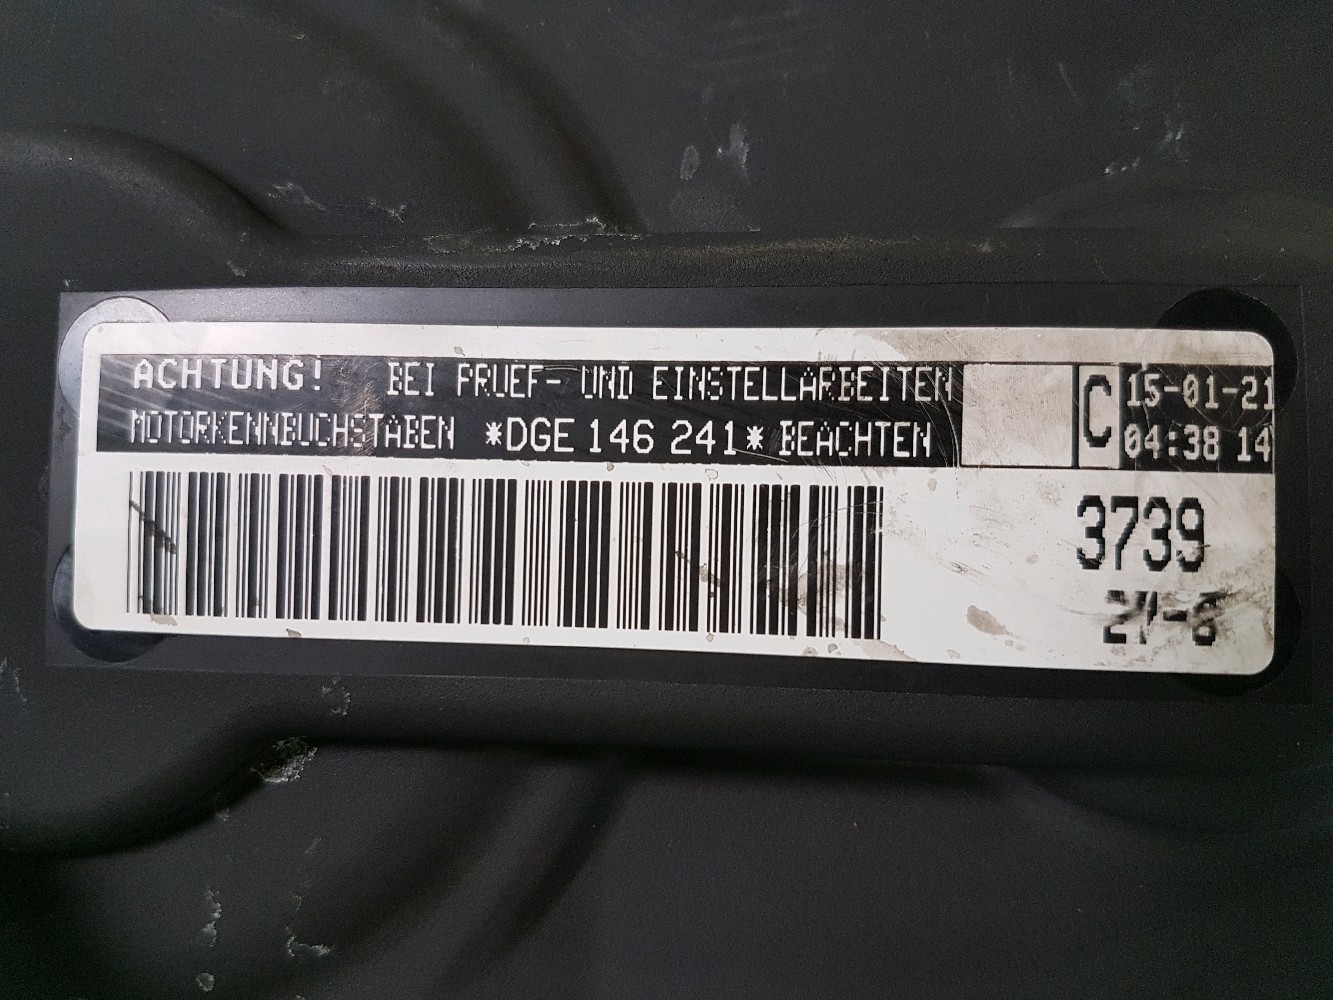 ACHTUNG! BEI PRUEF- UND EINSTELLARBEITEN
MOTORKENNBUCHSTABEN *DGE 146 241* BEACHTEN
C
15-01-21
04:38 14
3739